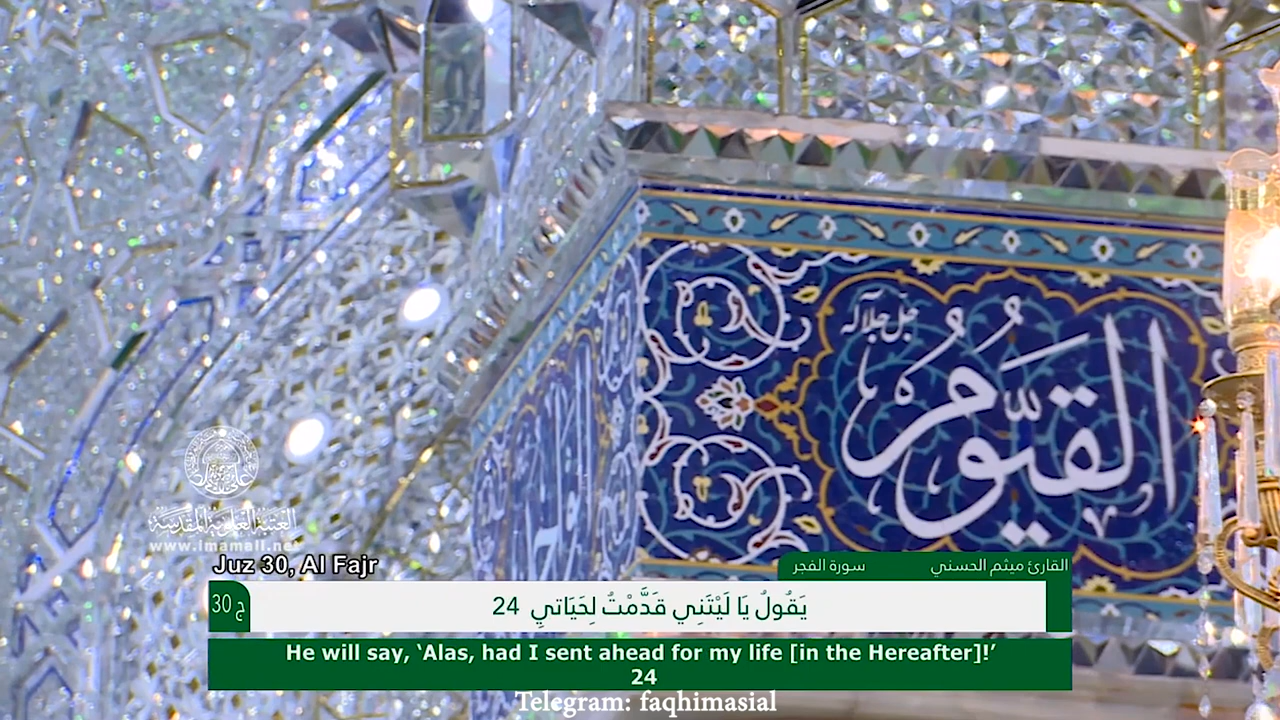 جل جلاله
القيوم
العتبة العلوية المقدسة
www.imamali.net
Juz 30, Al Fajr
القارئ ميثم الحسني
سورة الفجر
ج 30
يَقُولُ يَا لَيْتَنِي قَدَّمْتُ لِحَيَاتِي 24
He will say, ‘Alas, had I sent ahead for my life [in the Hereafter]!’
24
Telegram: faqhimasial